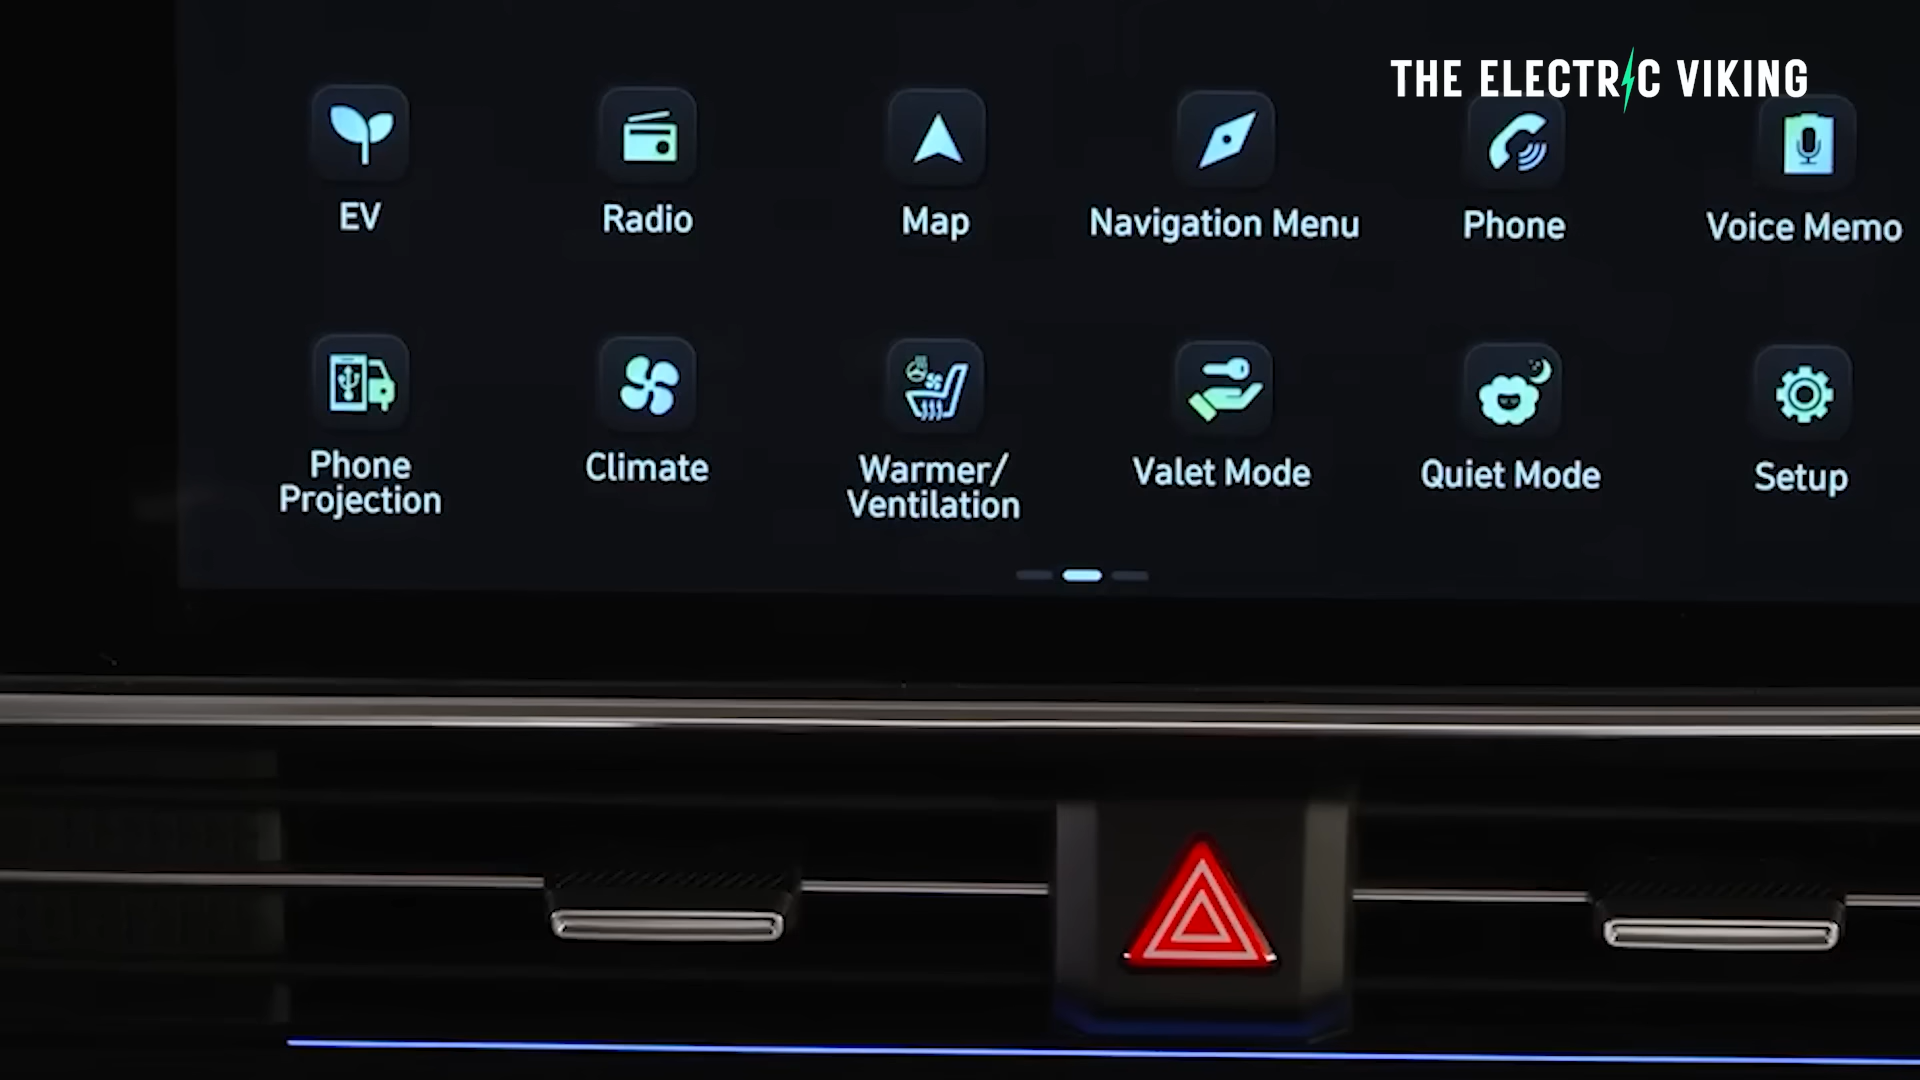 THE ELECTRIC VIKING
EV
Radio
Map
Navigation Menu
Phone
Voice Memo
Phone
Projection
Climate
Warmer/
Ventilation
Valet Mode
Quiet Mode
Setup